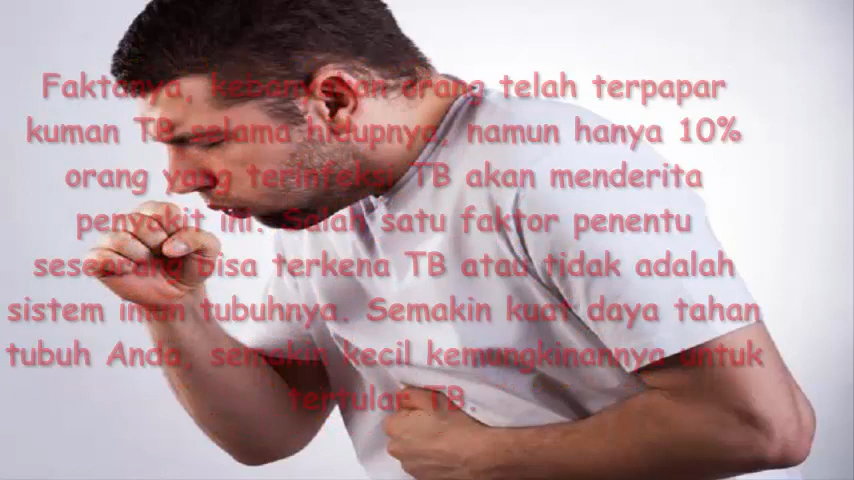 Faktanya, kebanyakan orang telah terpapar
kuman TB selama hidupnya, namun hanya 10%
orang yang terinfeksi TB akan menderita
penyakit ini. Salah satu faktor penentu
seseorang bisa terkena TB atau tidak adalah
sistem imun tubuhnya. Semakin kuat daya tahan
tubuh Anda, semakin kecil kemungkinannya untuk
tertular TB.